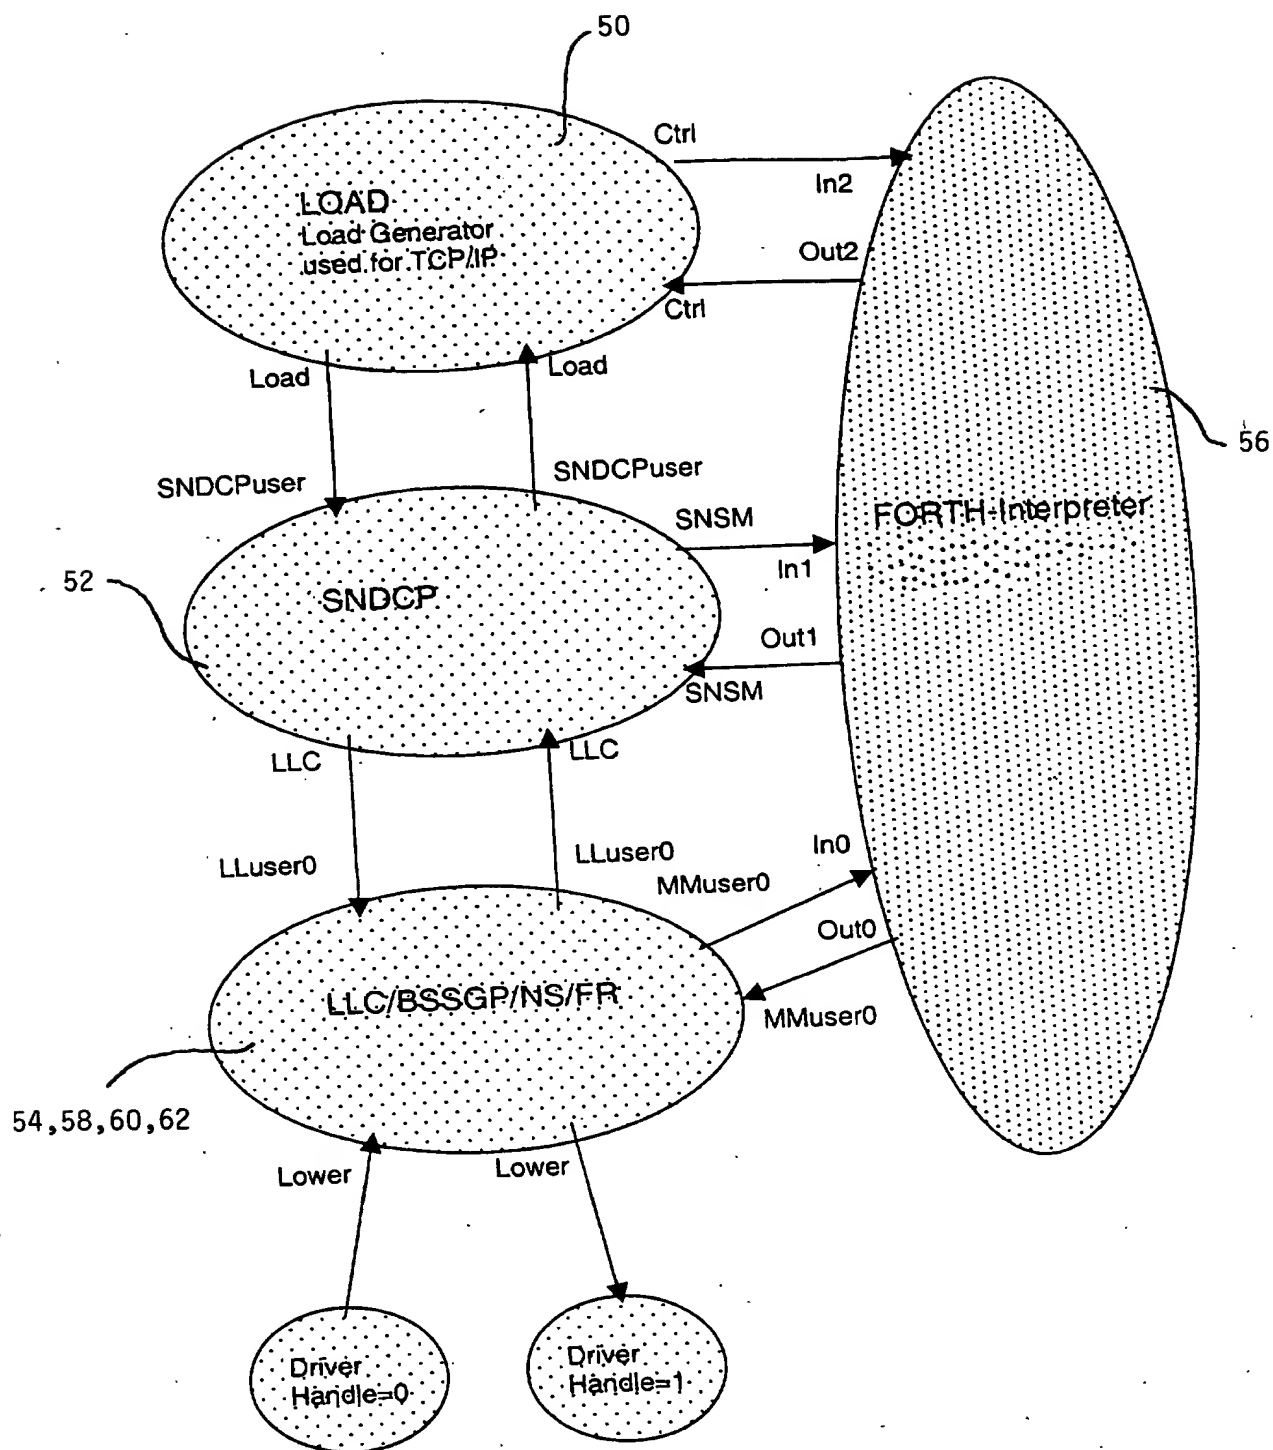 50
Ctrl
In2
LOAD
Load Generator
used for TCP/IP
Out2
Ctrl
Load
Load
56
SNDCPuser
SNDCPuser
SNSM
FORTH-Interpreter
In1
52
SNDCP
Out1
SNSM
LLC
LLC
In0
LLuser0
LLuser0
MMuser0
Out0
LLC/BSSGP/NS/FR
MMuser0
54,58,60,62
Lower
Lower
Driver
Handle=0
Driver
Handle=1